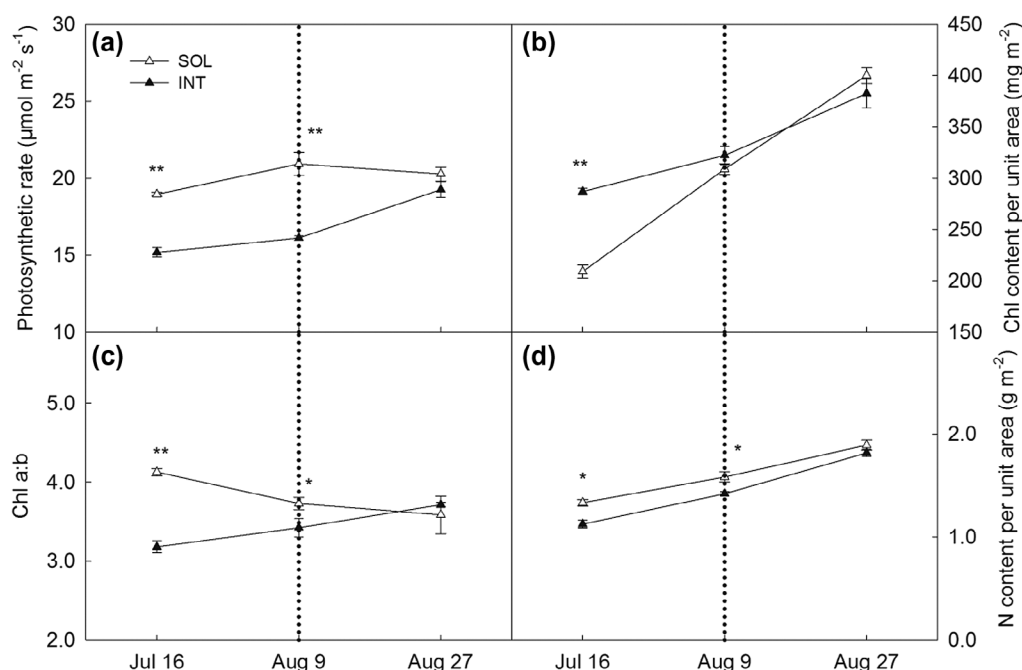 (a)
SOL
INT
**
**
30
25
20
15
10
Photosynthetic rate (µmol m⁻² s⁻¹)
(b)
**
450
400
350
300
250
200
150
Chl content per unit area (mg m⁻²)
(c)
**
*
5.0
4.0
3.0
2.0
Chl a:b
Jul 16 Aug 9 Aug 27
(d)
*
*
2.0
1.0
0.0
N content per unit area (g m⁻²)
Jul 16 Aug 9 Aug 27